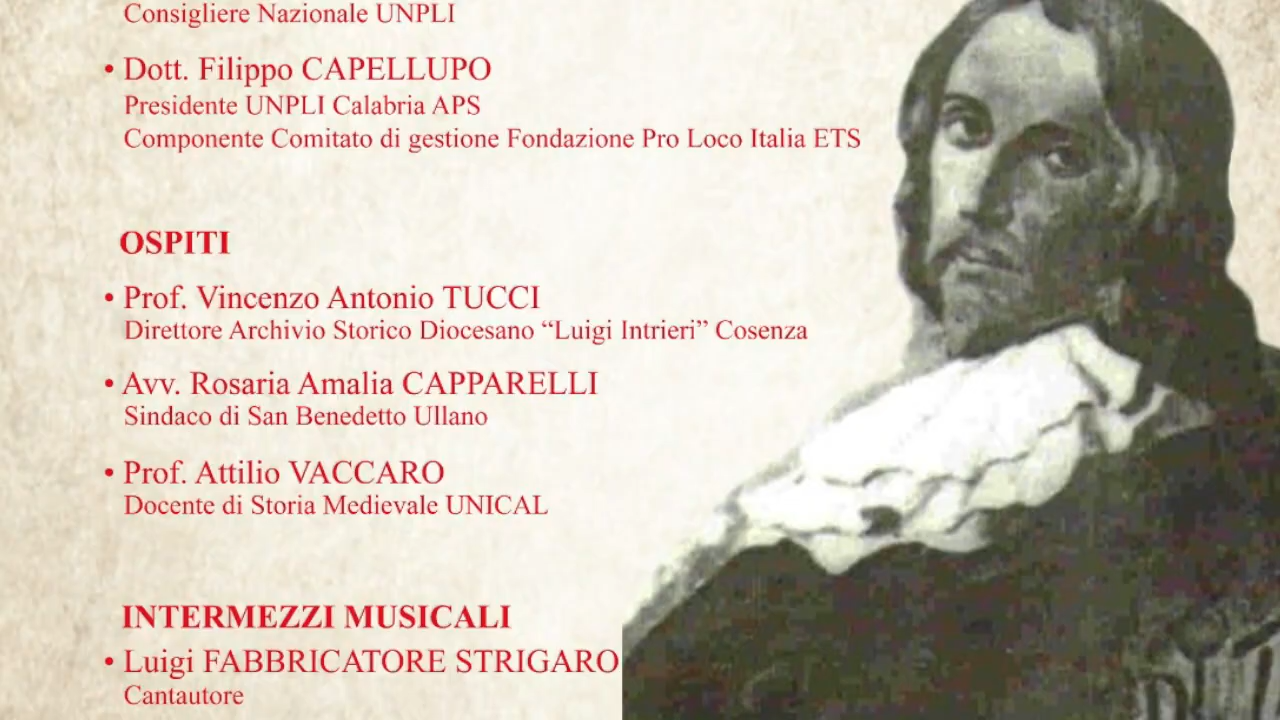 Consigliere Nazionale UNPLI
• Dott. Filippo CAPELLUPO
Presidente UNPLI Calabria APS
Componente Comitato di gestione Fondazione Pro Loco Italia ETS
OSPITI
• Prof. Vincenzo Antonio TUCCI
Direttore Archivio Storico Diocesano “Luigi Intrieri” Cosenza
• Avv. Rosaria Amalia CAPPARELLI
Sindaco di San Benedetto Ullano
• Prof. Attilio VACCARO
Docente di Storia Medievale UNICAL
INTERMEZZI MUSICALI
• Luigi FABBRICATORE STRIGARO
Cantautore